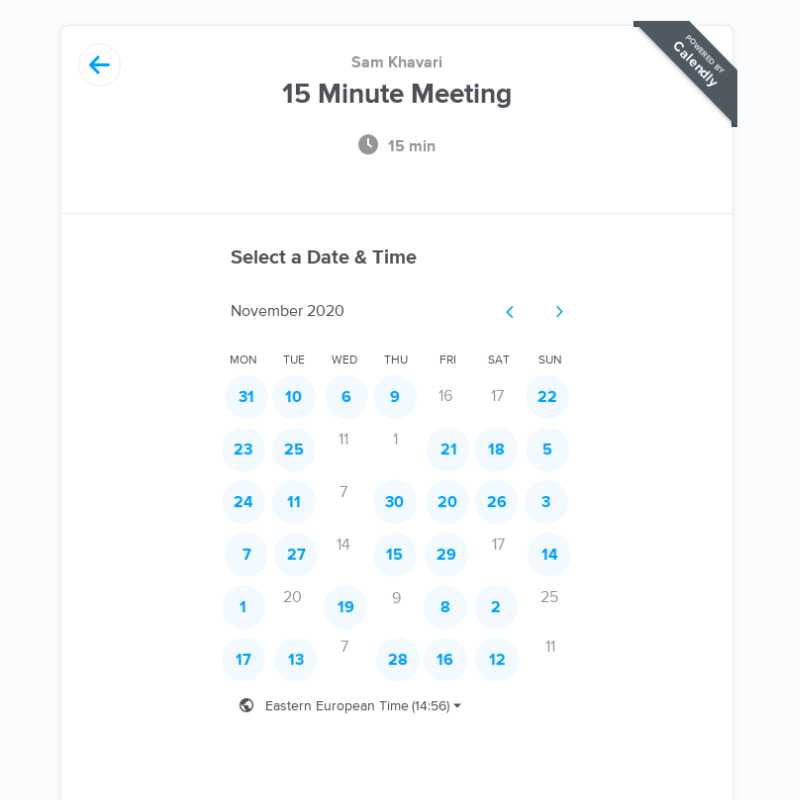 POWERED BY
Calendly
Sam Khavari
15 Minute Meeting
15 min
Select a Date & Time
November 2020
MON TUE WED THU FRI SAT SUN
31 10 6 9 16 17 22
23 25 11 1 21 18 5
24 11 7 30 20 26 3
7 27 14 15 29 17 14
1 20 19 9 8 2 25
17 13 7 28 16 12 11
Eastern European Time (14:56)